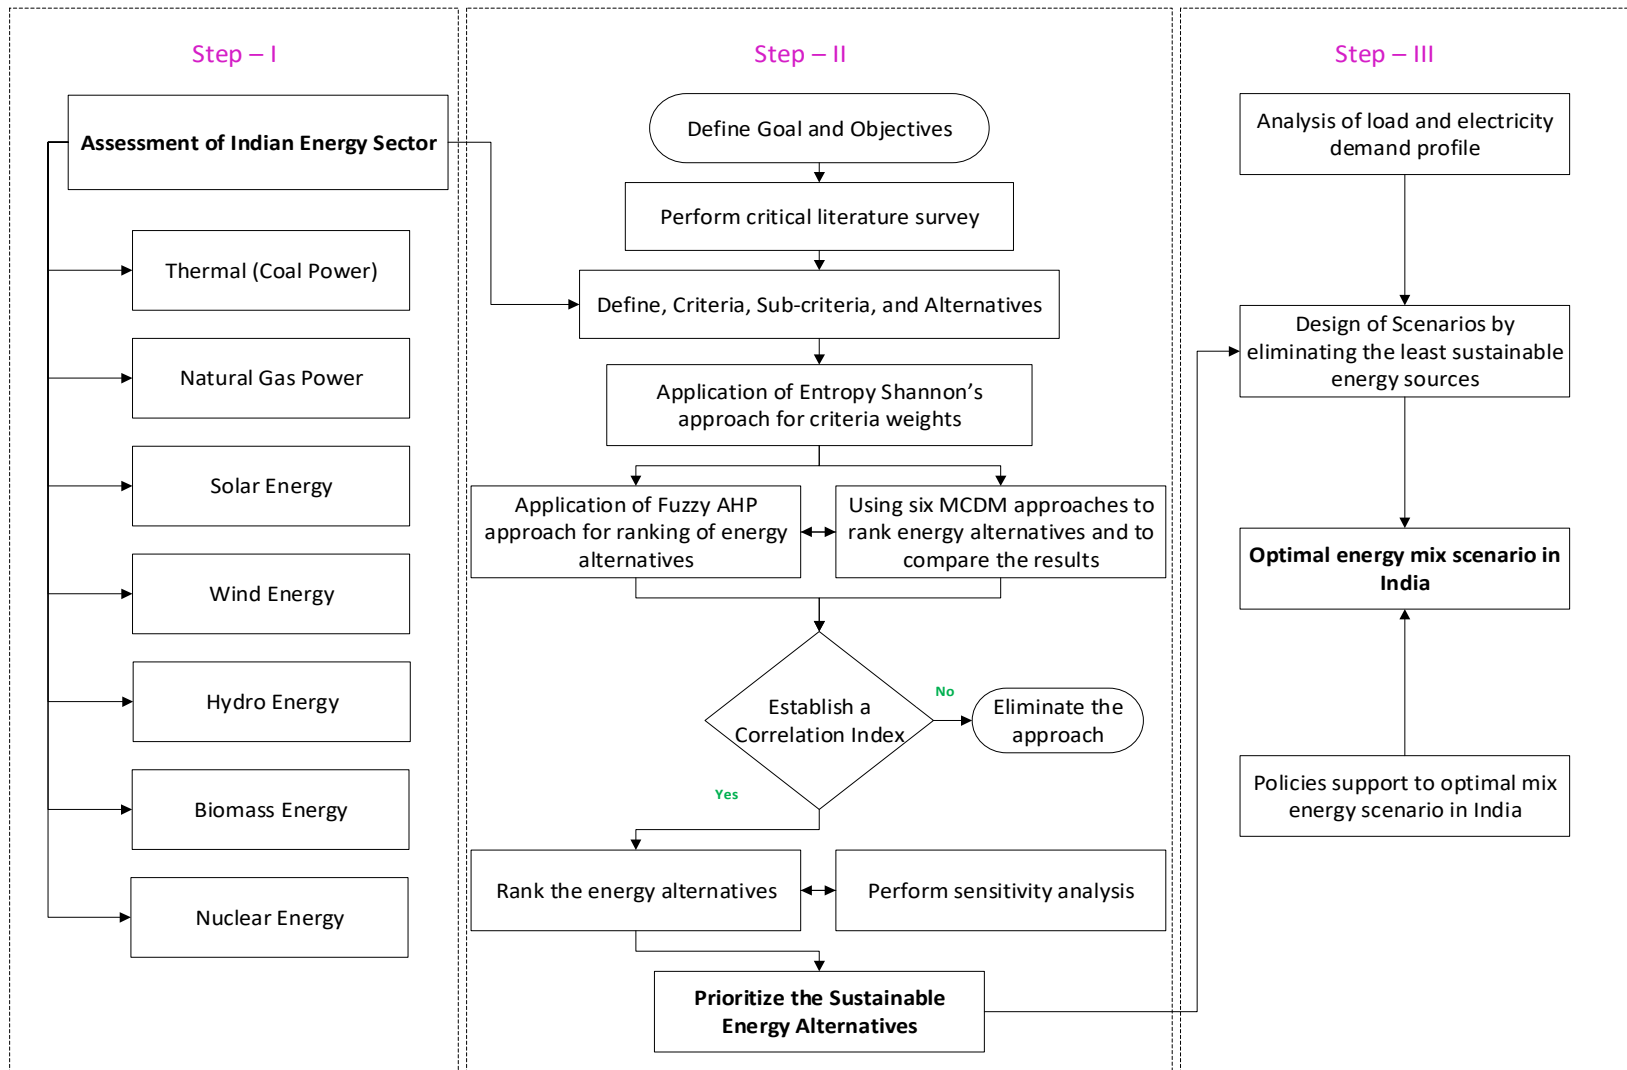 Step – I
Assessment of Indian Energy Sector
Thermal (Coal Power)
Natural Gas Power
Solar Energy
Wind Energy
Hydro Energy
Biomass Energy
Nuclear Energy
Step – II
Define Goal and Objectives
Perform critical literature survey
Define, Criteria, Sub-criteria, and Alternatives
Application of Entropy Shannon’s
approach for criteria weights
Application of Fuzzy AHP
approach for ranking of energy
alternatives
Using six MCDM approaches to
rank energy alternatives and to
compare the results
Establish a
Correlation Index
No
Eliminate the
approach
Yes
Rank the energy alternatives
Perform sensitivity analysis
Prioritize the Sustainable
Energy Alternatives
Step – III
Analysis of load and electricity
demand profile
Design of Scenarios by
eliminating the least sustainable
energy sources
Optimal energy mix scenario in
India
Policies support to optimal mix
energy scenario in India